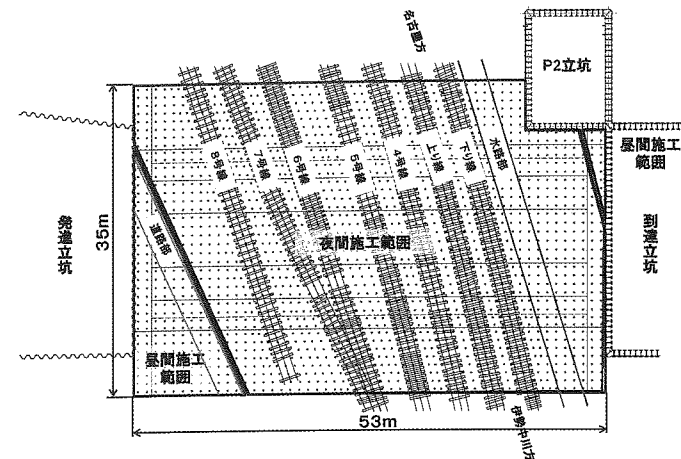 名古屋方
P2立坑
昼間施工
範囲
8号線
7号線
6号線
5号線
4号線
上り線
下り線
水路部
発進立坑
35m
道路部
夜間施工範囲
到達立坑
昼間施工
範囲
53m
伊勢中川方